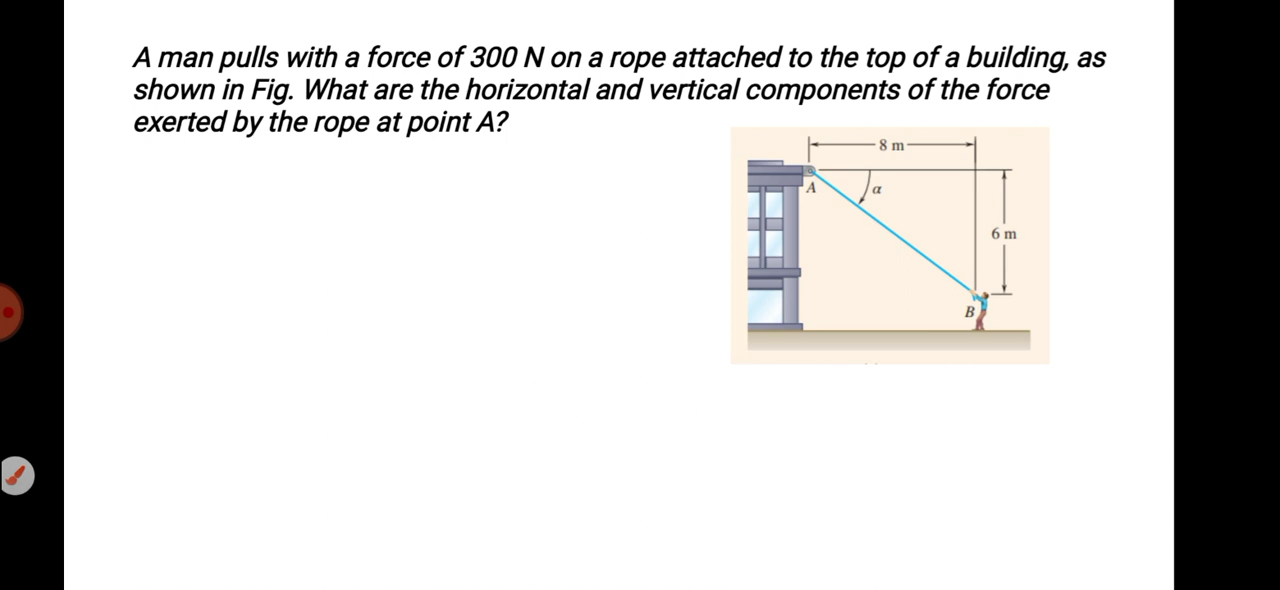 A man pulls with a force of 300 N on a rope attached to the top of a building, as
shown in Fig. What are the horizontal and vertical components of the force
exerted by the rope at point A?
8 m
A
α
6 m
B